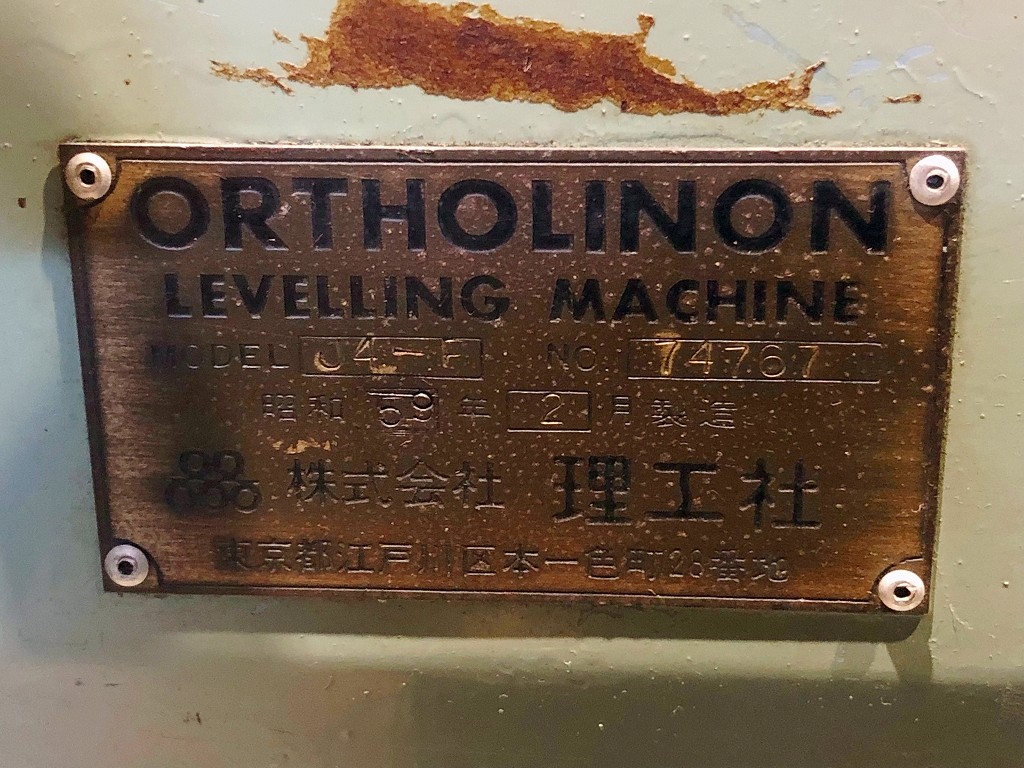 ORTHOLINON
LEVELLING MACHINE
MODEL J4-F NO. 74767
昭和 59 年 2 月 製造
株式会社 理工社
東京都江戸川区本一色町28番地